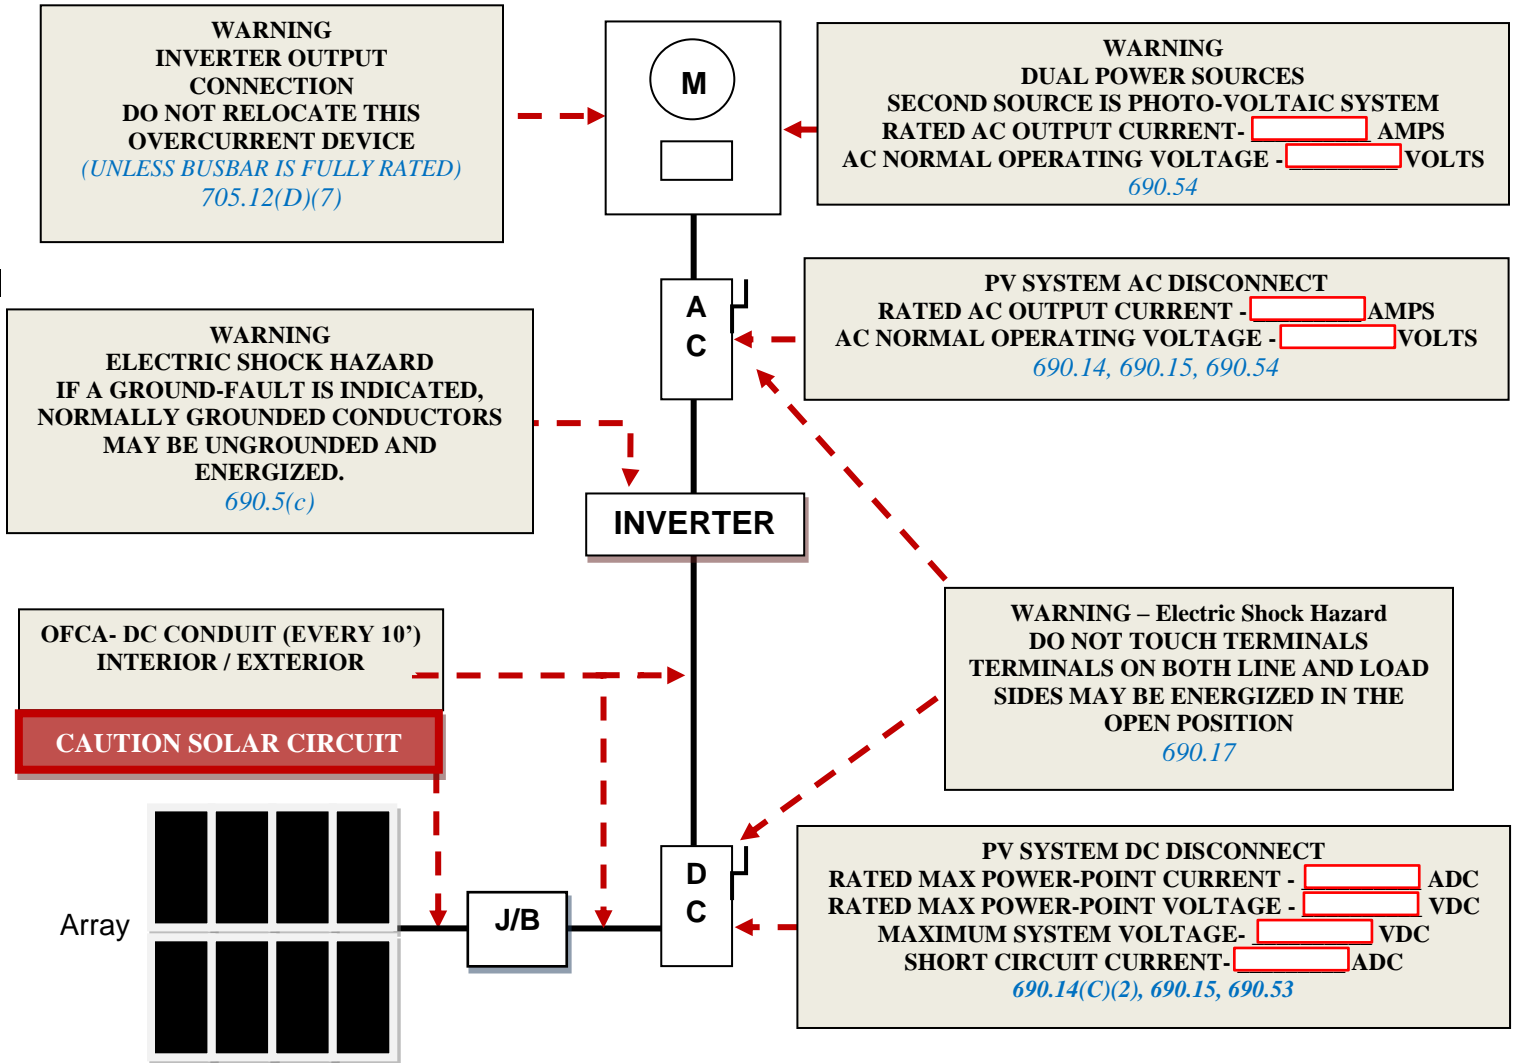 WARNING
INVERTER OUTPUT
CONNECTION
DO NOT RELOCATE THIS
OVERCURRENT DEVICE
(UNLESS BUSBAR IS FULLY RATED)
705.12(D)(7)
M
WARNING
DUAL POWER SOURCES
SECOND SOURCE IS PHOTO-VOLTAIC SYSTEM
RATED AC OUTPUT CURRENT- AMPS
AC NORMAL OPERATING VOLTAGE - VOLTS
690.54
A
C
PV SYSTEM AC DISCONNECT
RATED AC OUTPUT CURRENT - AMPS
AC NORMAL OPERATING VOLTAGE - VOLTS
690.14, 690.15, 690.54
WARNING
ELECTRIC SHOCK HAZARD
IF A GROUND-FAULT IS INDICATED,
NORMALLY GROUNDED CONDUCTORS
MAY BE UNGROUNDED AND
ENERGIZED.
690.5(c)
INVERTER
OFCA- DC CONDUIT (EVERY 10’)
INTERIOR / EXTERIOR
CAUTION SOLAR CIRCUIT
WARNING – Electric Shock Hazard
DO NOT TOUCH TERMINALS
TERMINALS ON BOTH LINE AND LOAD
SIDES MAY BE ENERGIZED IN THE
OPEN POSITION
690.17
Array
J/B
D
C
PV SYSTEM DC DISCONNECT
RATED MAX POWER-POINT CURRENT - ADC
RATED MAX POWER-POINT VOLTAGE - VDC
MAXIMUM SYSTEM VOLTAGE- VDC
SHORT CIRCUIT CURRENT- ADC
690.14(C)(2), 690.15, 690.53